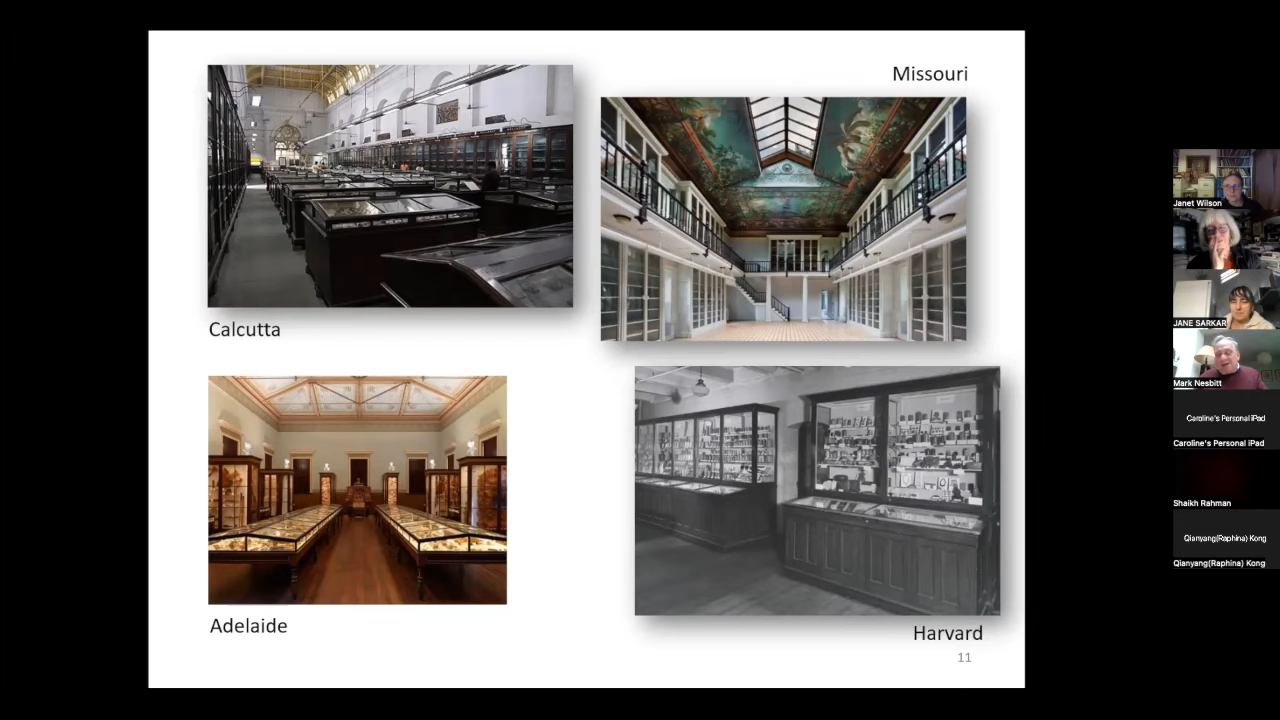 Missouri
Calcutta
Adelaide
Harvard
11
Janet Wilson
JANE SARKAR
Mark Nesbitt
Caroline's Personal iPad
Caroline's Personal iPad
Shaikh Rahman
Qianyang(Raphina) Kong
Qianyang(Raphina) Kong